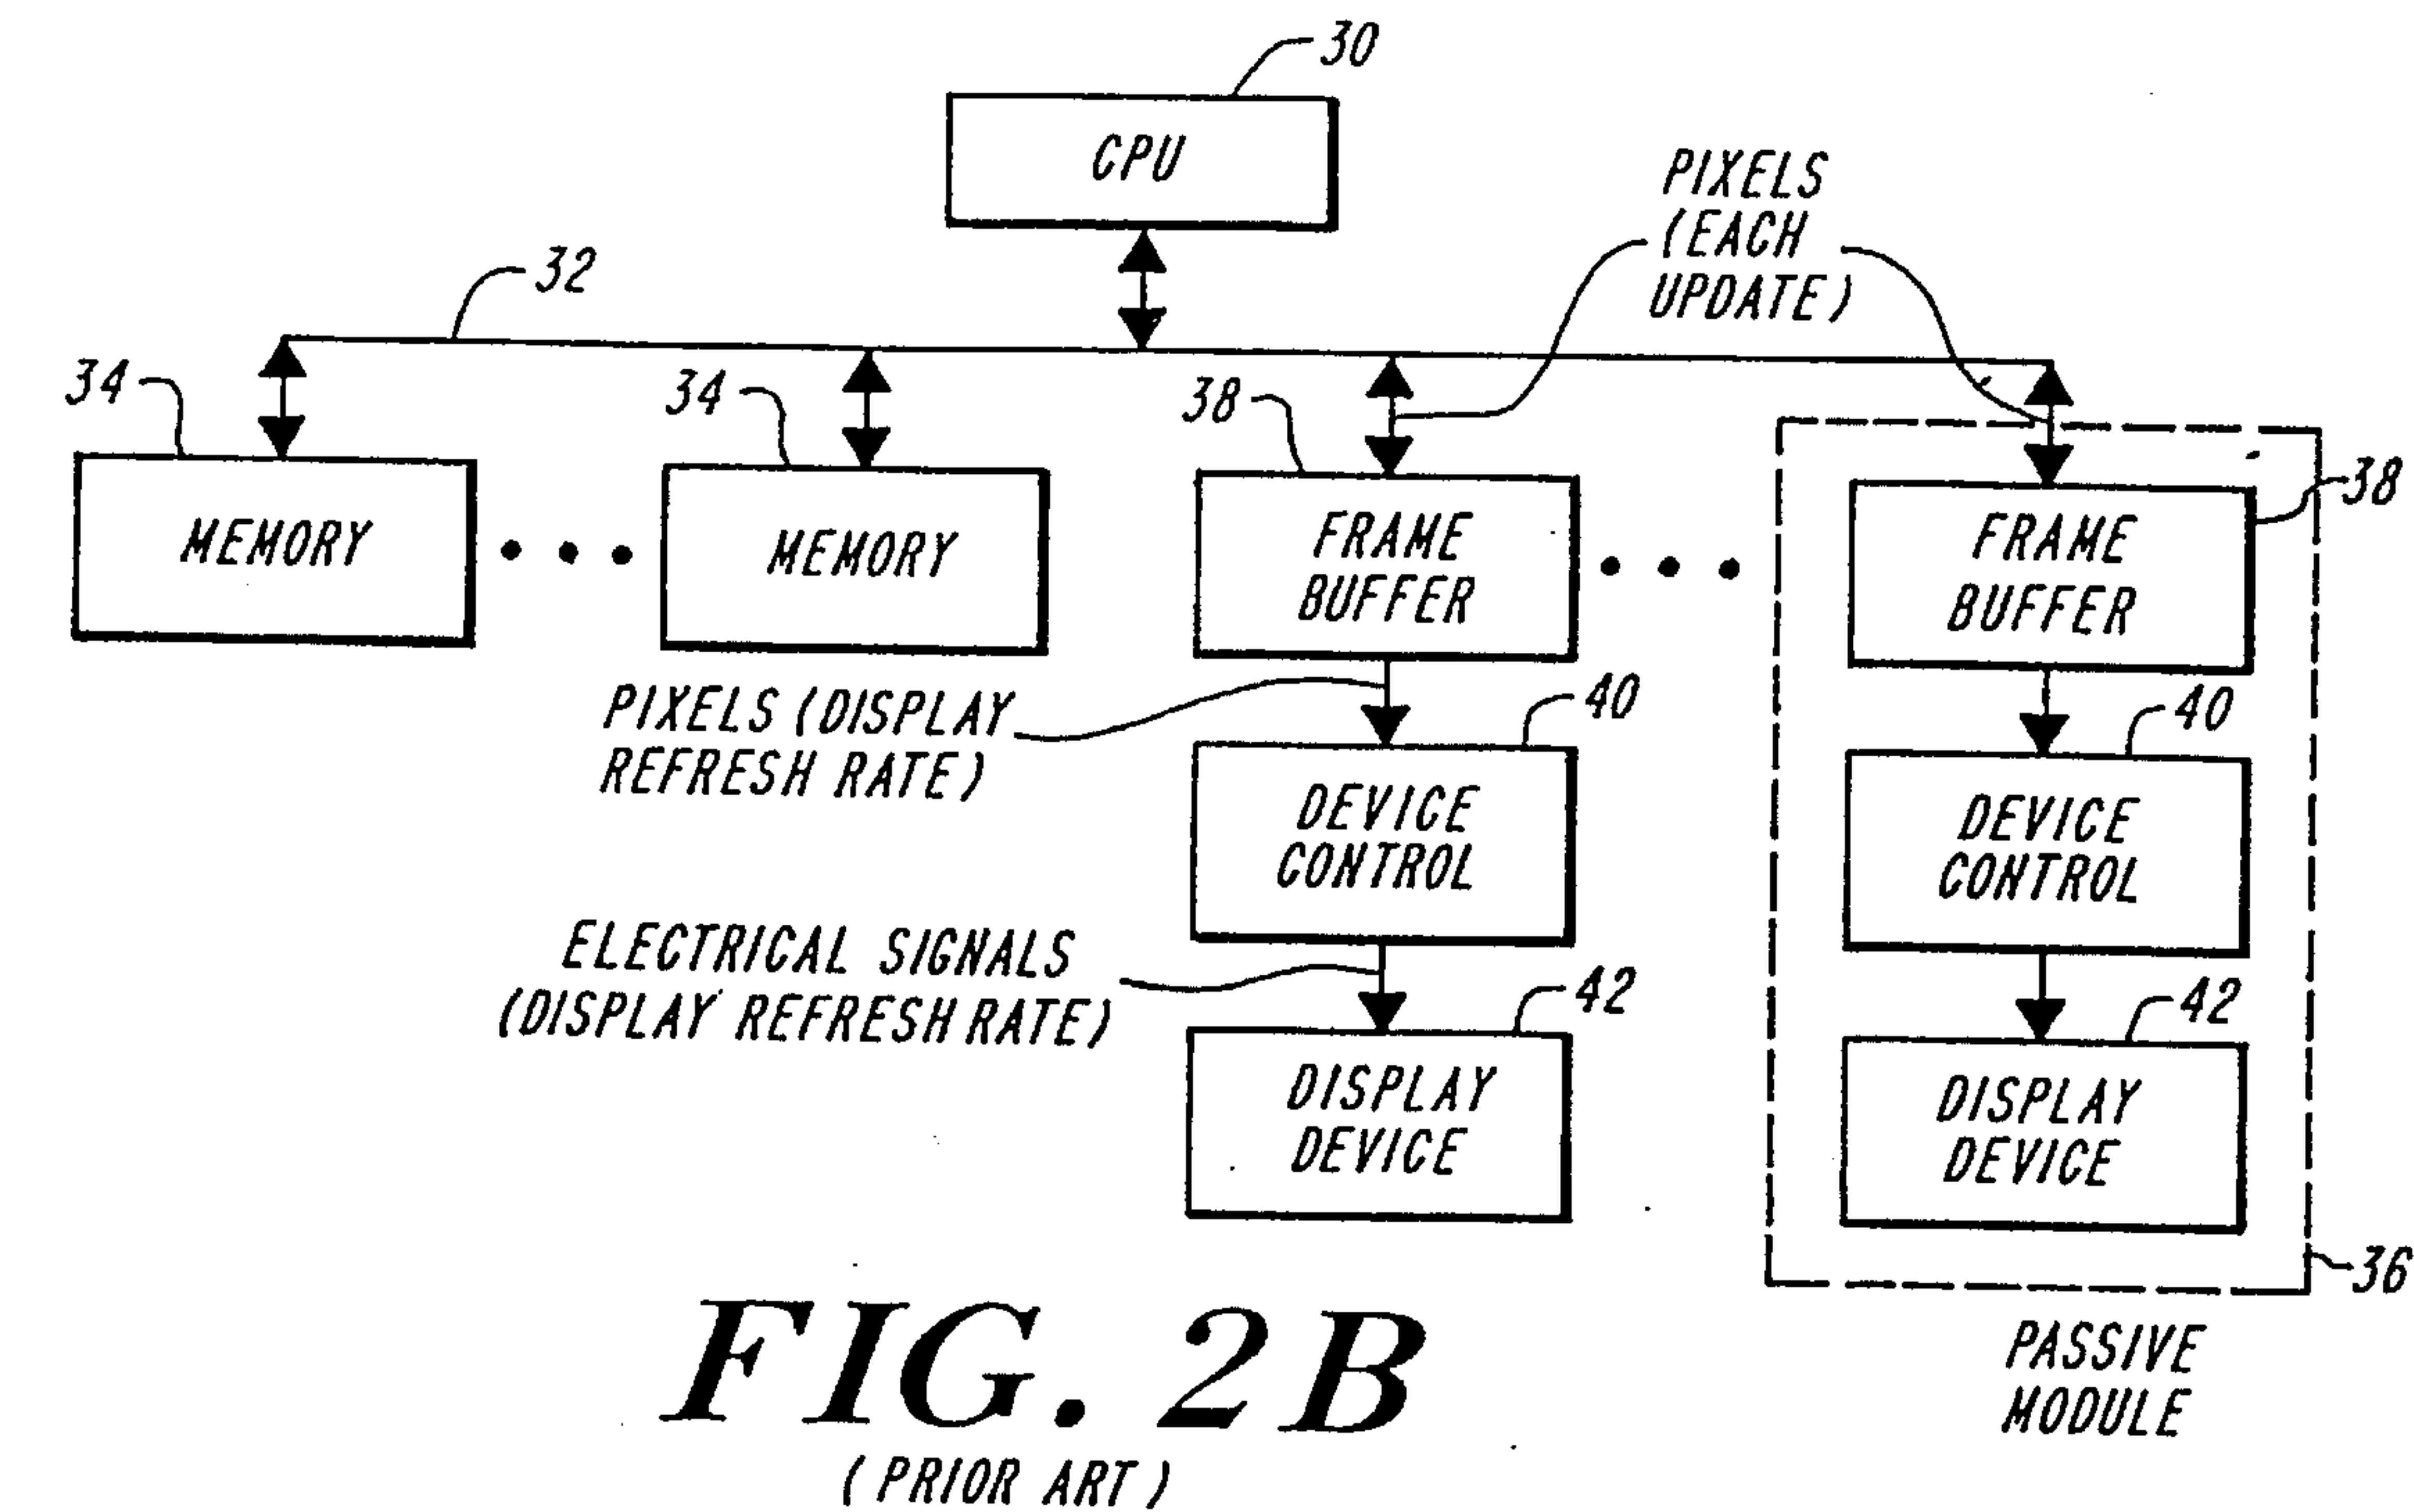 30
CPU
PIXELS
(EACH
UPDATE)
32
34
34
38
38
MEMORY
MEMORY
FRAME
BUFFER
FRAME
BUFFER
PIXELS (DISPLAY
REFRESH RATE)
40
40
DEVICE
CONTROL
DEVICE
CONTROL
ELECTRICAL SIGNALS
(DISPLAY REFRESH RATE)
42
42
DISPLAY
DEVICE
DISPLAY
DEVICE
36
PASSIVE
MODULE
FIG. 2B
(PRIOR ART)